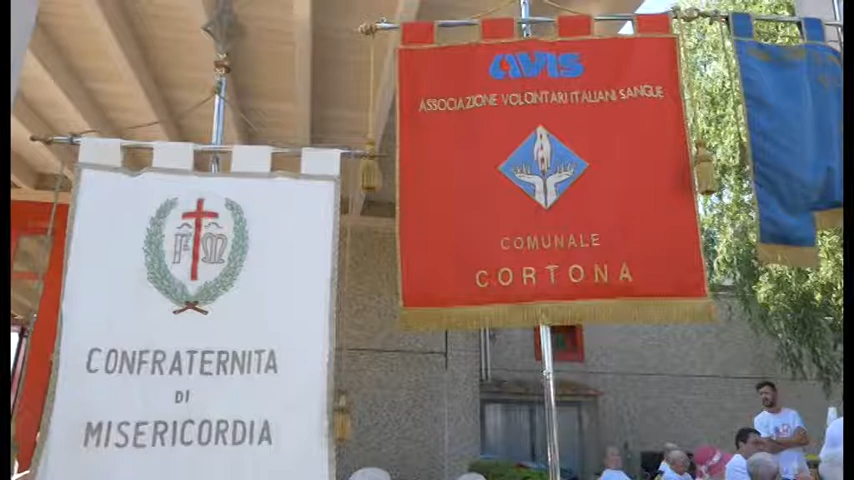 F M
CONFRATERNITA
DI
MISERICORDIA
AVIS
ASSOCIAZIONE VOLONTARI ITALIANI SANGUE
COMUNALE
CORTONA